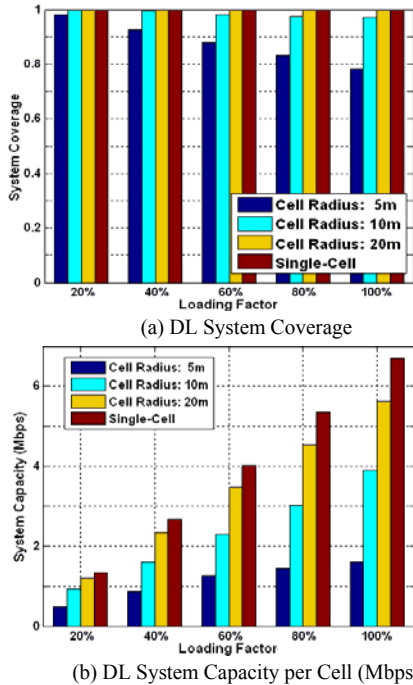 1
0.8
0.6
0.4
0.2
0
System Coverage
Cell Radius: 5m
Cell Radius: 10m
Cell Radius: 20m
Single-Cell
20% 40% 60% 80% 100%
Loading Factor
(a) DL System Coverage
6
4
2
0
System Capacity (Mbps)
Cell Radius: 5m
Cell Radius: 10m
Cell Radius: 20m
Single-Cell
20% 40% 60% 80% 100%
Loading Factor
(b) DL System Capacity per Cell (Mbps